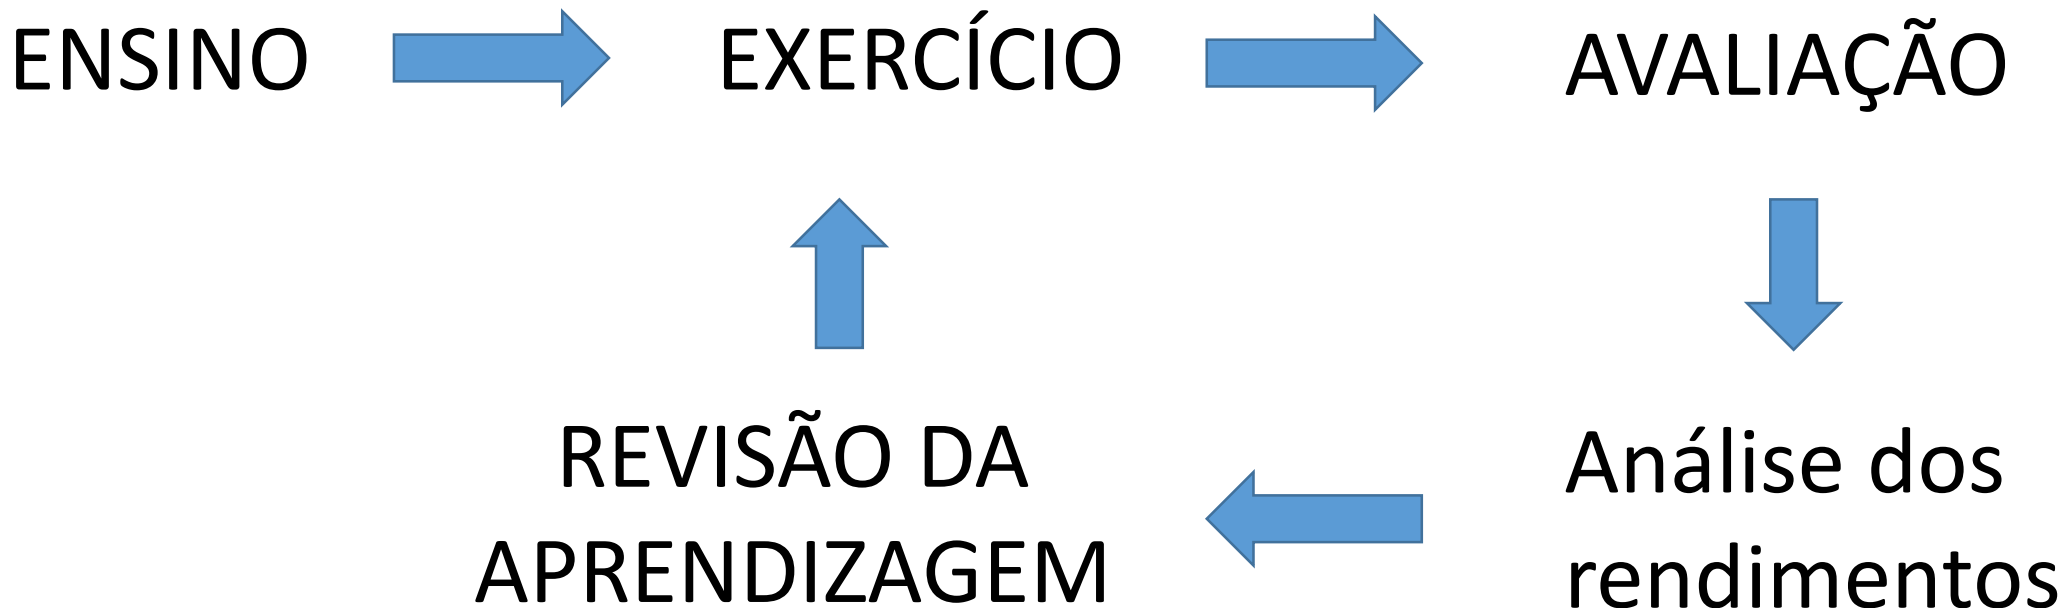 ENSINO
EXERCÍCIO
AVALIAÇÃO
REVISÃO DA
APRENDIZAGEM
Análise dos
rendimentos